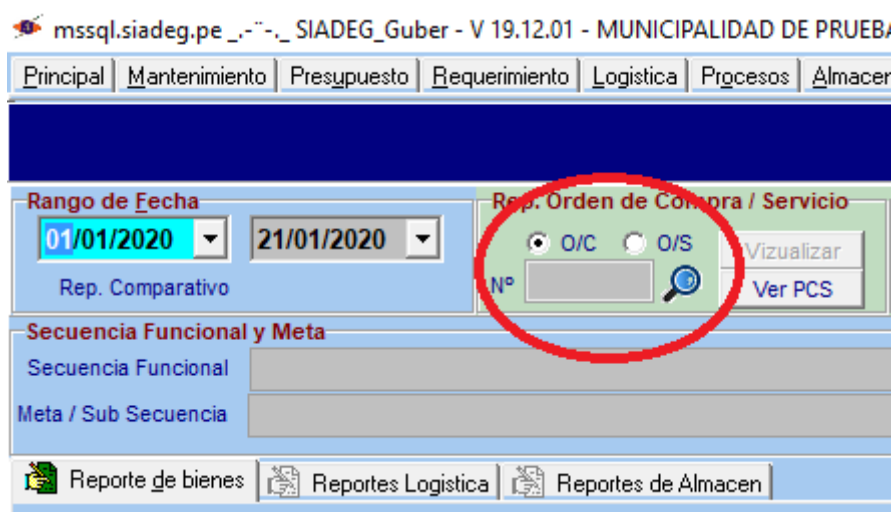 mssql.siadeg.pe _.-¨-._ SIADEG_Guber - V 19.12.01 - MUNICIPALIDAD DE PRUEBA
Principal Mantenimiento Presupuesto Requerimiento Logistica Procesos Almacen
Rango de Fecha
01/01/2020 21/01/2020
Rep. Comparativo
Rep. Orden de Compra / Servicio
O/C O/S Vizualizar
Nº Ver PCS
Secuencia Funcional y Meta
Secuencia Funcional
Meta / Sub Secuencia
Reporte de bienes Reportes Logistica Reportes de Almacen